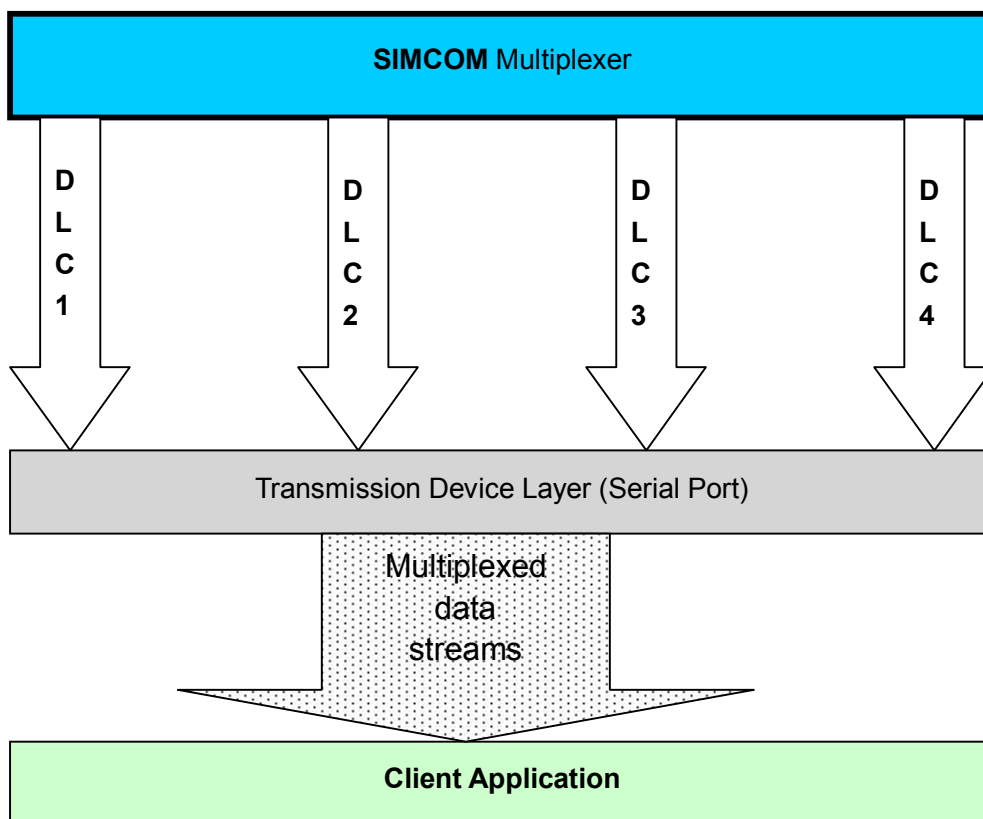 SIMCOM Multiplexer
D
L
C
1
D
L
C
2
D
L
C
3
D
L
C
4
Transmission Device Layer (Serial Port)
Multiplexed
data
streams
Client Application